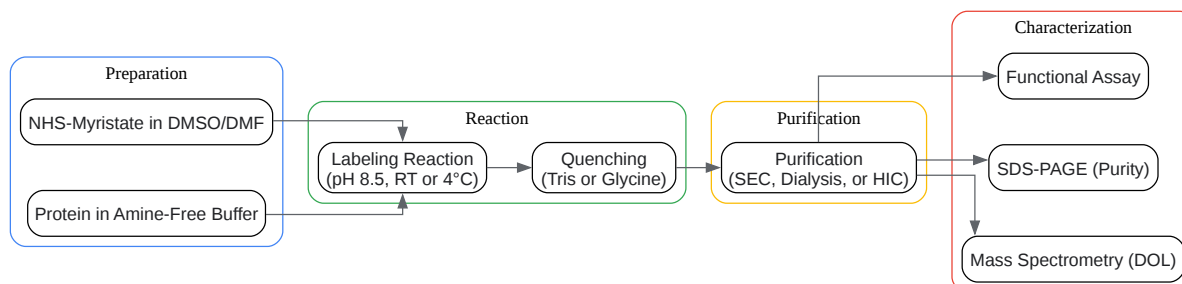 Preparation
NHS-Myristate in DMSO/DMF
Protein in Amine-Free Buffer
Reaction
Labeling Reaction
(pH 8.5, RT or 4°C)
Quenching
(Tris or Glycine)
Purification
Purification
(SEC, Dialysis, or HIC)
Characterization
Functional Assay
SDS-PAGE (Purity)
Mass Spectrometry (DOL)